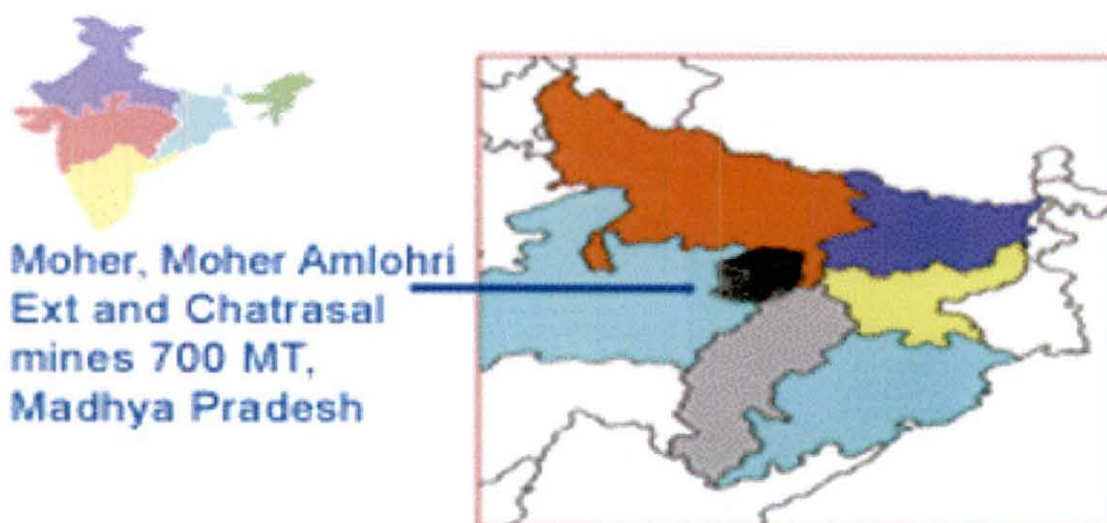 Moher, Moher Amlohri
Ext and Chatrasal
mines 700 MT,
Madhya Pradesh